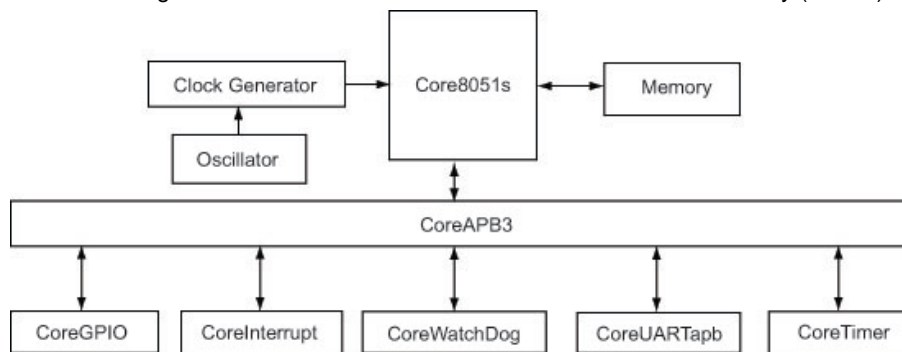 Core8051s
Clock Generator
Memory
Oscillator
CoreAPB3
CoreGPIO
CoreInterrupt
CoreWatchDog
CoreUARTapb
CoreTimer